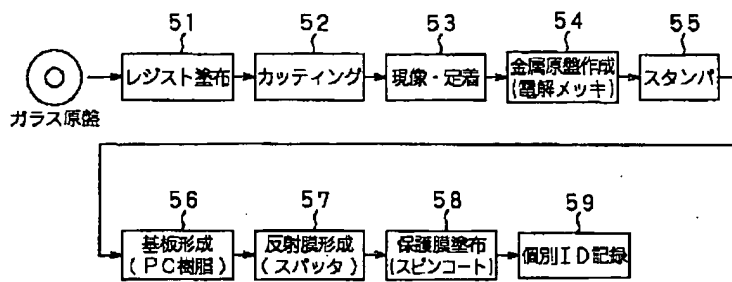 51 52 53 54 55
レジスト塗布 カッティング 現像・定着 金属原盤作成 スタンパ
(電解メッキ)
ガラス原盤
56 57 58 59
基板形成 反射膜形成 保護膜塗布 個別ID記録
(PC樹脂) (スパッタ) (スピンコート)